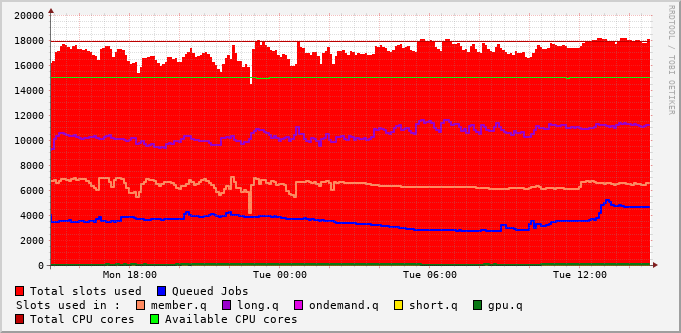 20000
18000
16000
14000
12000
10000
8000
6000
4000
2000
0
Mon 18:00 Tue 00:00 Tue 06:00 Tue 12:00
RRDTOOL / TOBI OETIKER
Total slots used Queued Jobs
Slots used in : member.q long.q ondemand.q short.q gpu.q
Total CPU cores Available CPU cores